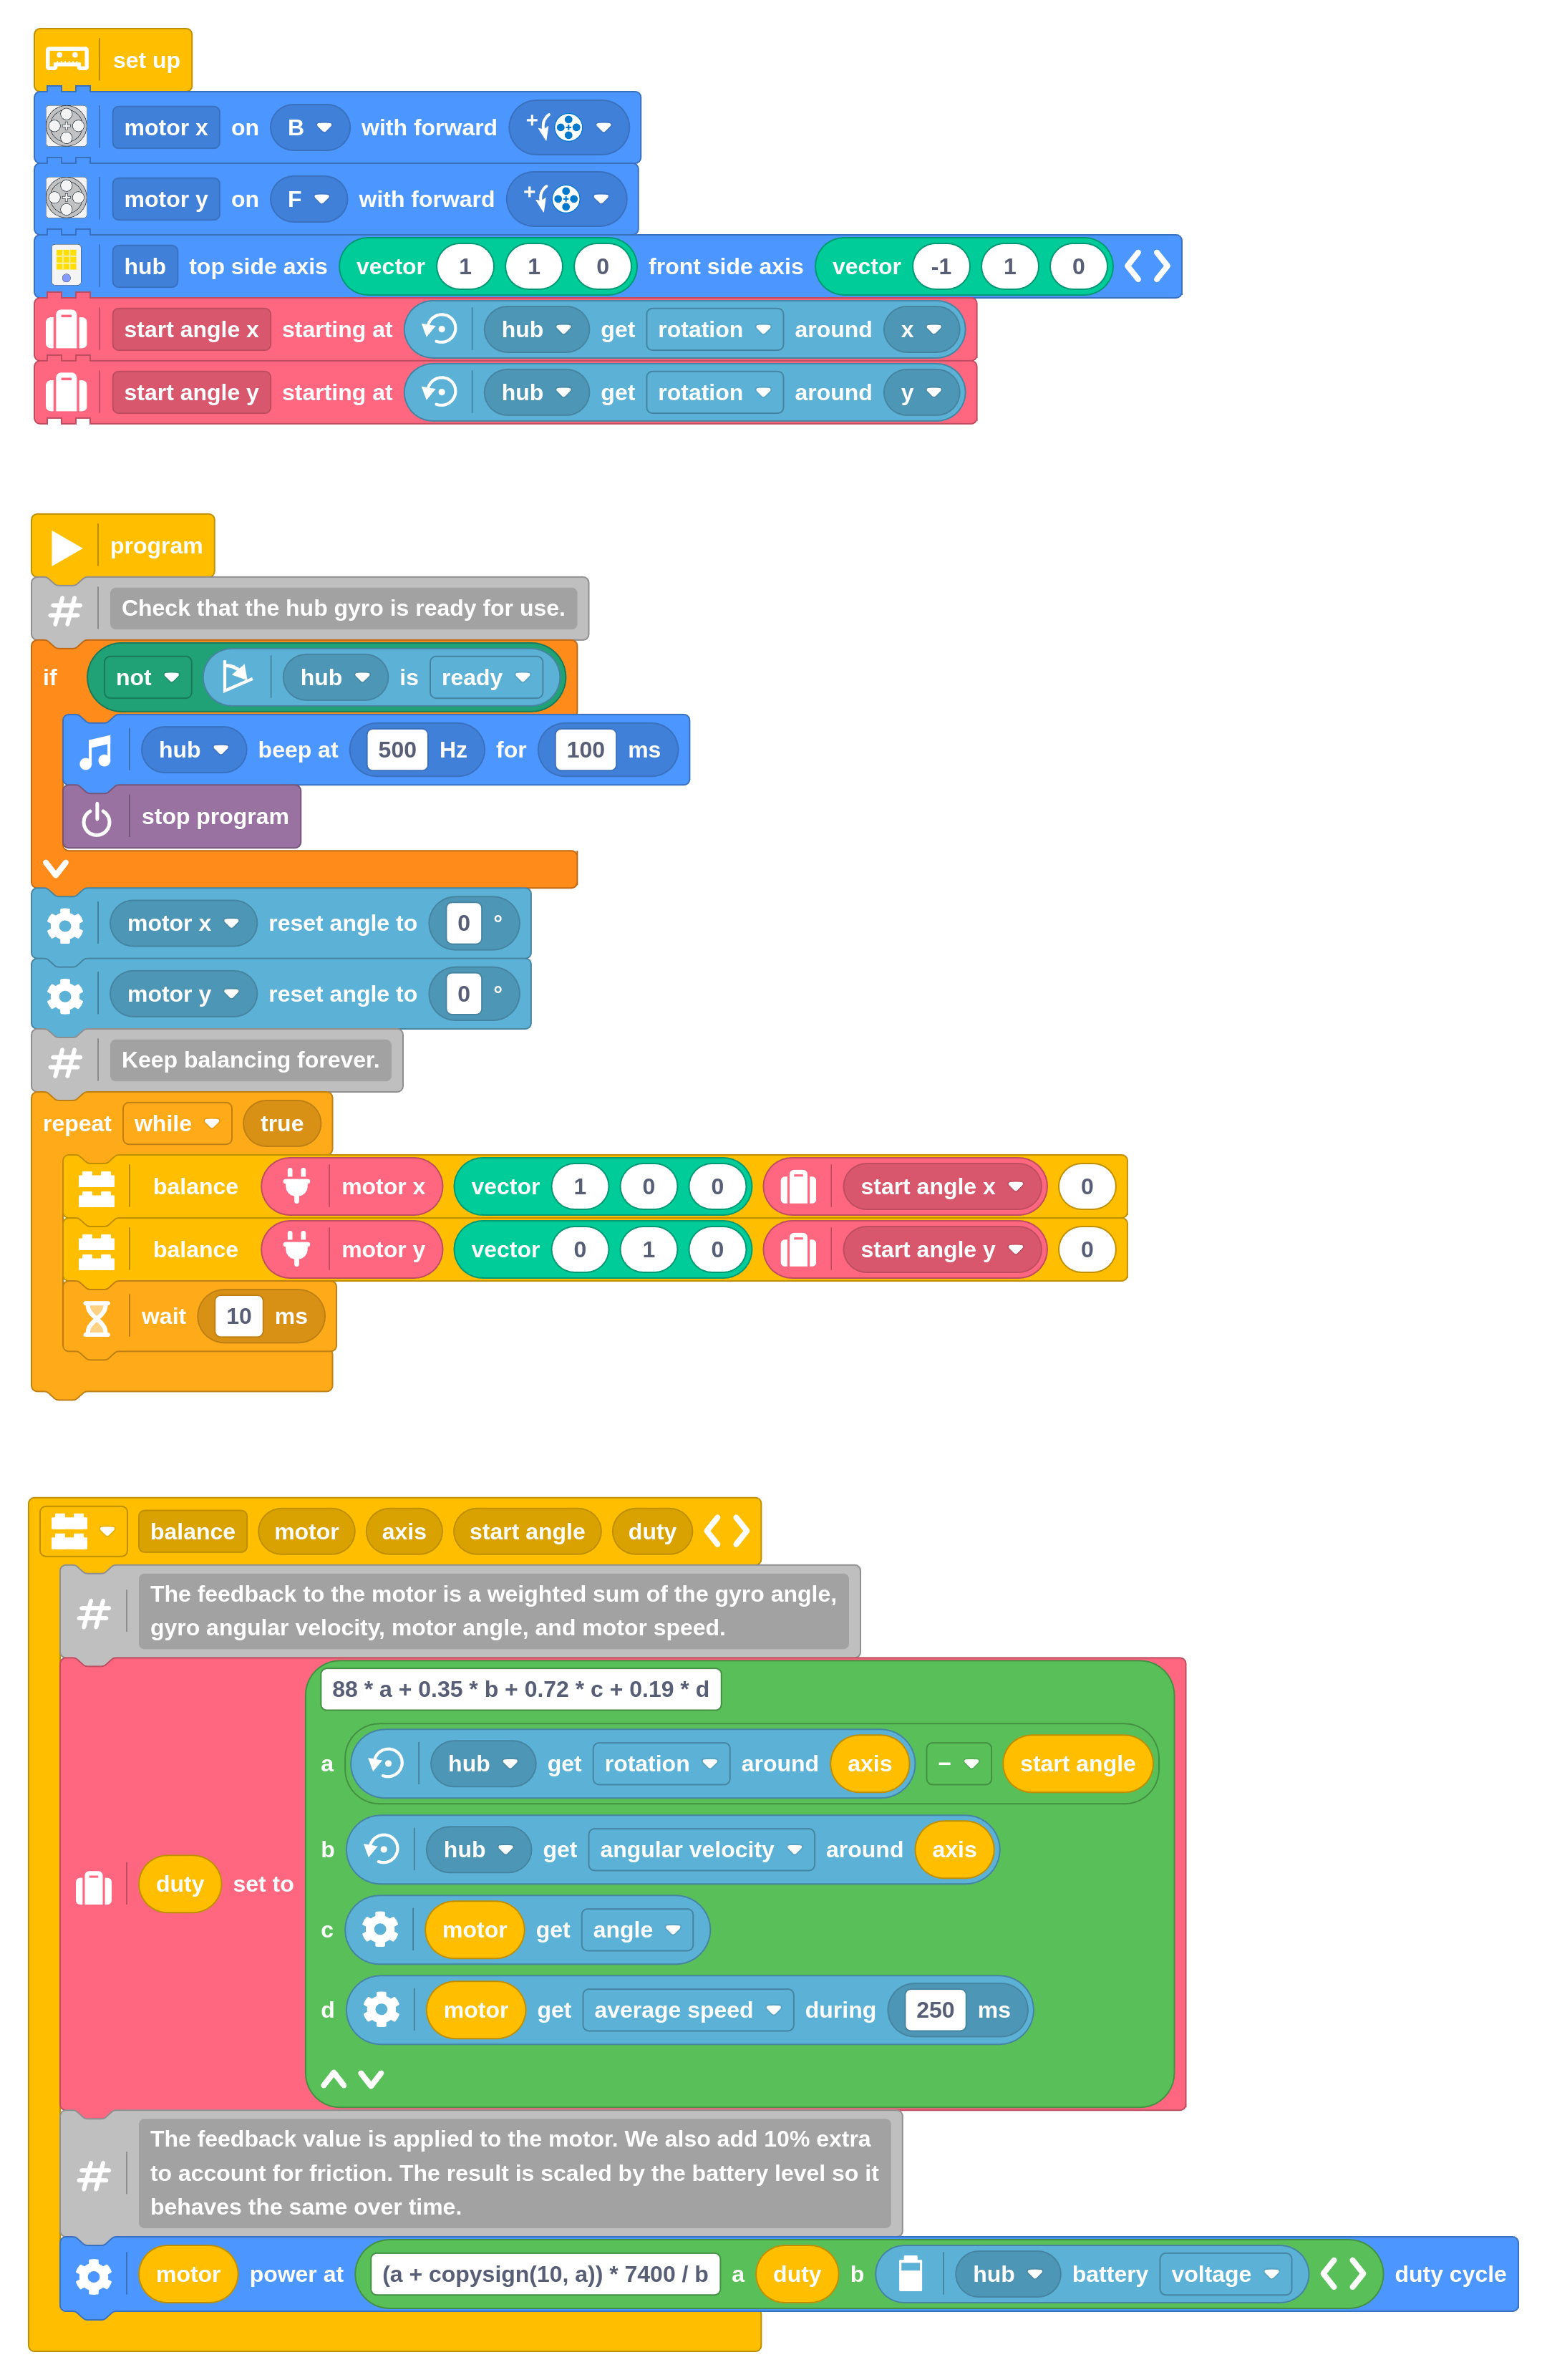 set up
motor x on B with forward +
motor y on F with forward +
hub top side axis vector 1 1 0 front side axis vector -1 1 0
start angle x starting at hub get rotation around x
start angle y starting at hub get rotation around y
program
# Check that the hub gyro is ready for use.
if not hub is ready
hub beep at 500 Hz for 100 ms
stop program
motor x reset angle to 0 °
motor y reset angle to 0 °
# Keep balancing forever.
repeat while true
balance motor x vector 1 0 0 start angle x 0
balance motor y vector 0 1 0 start angle y 0
wait 10 ms
balance motor axis start angle duty
# The feedback to the motor is a weighted sum of the gyro angle,
gyro angular velocity, motor angle, and motor speed.
88 * a + 0.35 * b + 0.72 * c + 0.19 * d
a hub get rotation around axis − start angle
b hub get angular velocity around axis
duty set to
c motor get angle
d motor get average speed during 250 ms
The feedback value is applied to the motor. We also add 10% extra
# to account for friction. The result is scaled by the battery level so it
behaves the same over time.
motor power at (a + copysign(10, a)) * 7400 / b a duty b hub battery voltage duty cycle